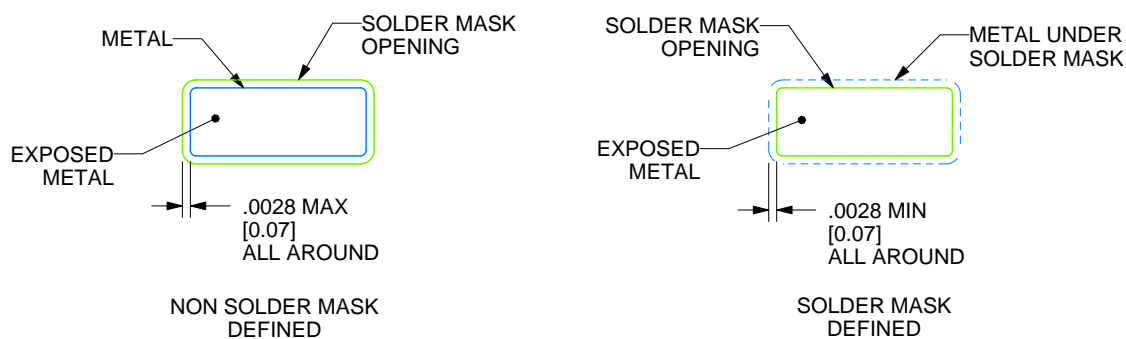 METAL
SOLDER MASK
OPENING
EXPOSED
METAL
.0028 MAX
[0.07]
ALL AROUND
NON SOLDER MASK
DEFINED
SOLDER MASK
OPENING
METAL UNDER
SOLDER MASK
EXPOSED
METAL
.0028 MIN
[0.07]
ALL AROUND
SOLDER MASK
DEFINED